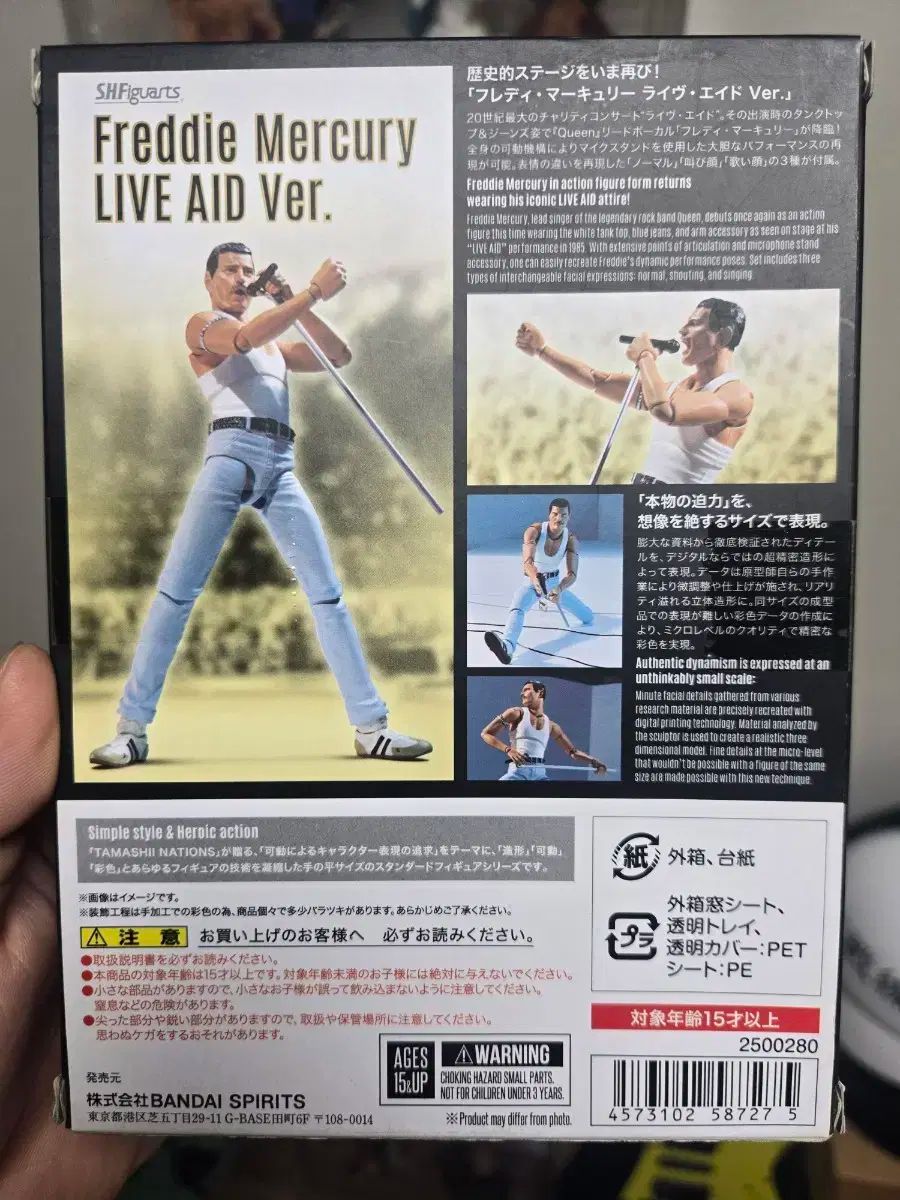 S.H.Figuarts
Freddie Mercury
LIVE AID Ver.
歴史的ステージをいま再び!
「フレディ・マーキュリー ライヴ・エイド Ver.」
20世紀最大のチャリティコンサート“ライヴ・エイド”。その出演時のタンクトッ
プ&ジーンズ姿で『Queen』リードボーカル「フレディ・マーキュリー」が降臨!
全身の可動機構によりマイクスタンドを使用した大胆なパフォーマンスの再
現が可能。表情の違いを再現した「ノーマル」「叫び顔」「歌い顔」の3種が付属。
Freddie Mercury in action figure form returns
wearing his iconic LIVE AID attire!
Freddie Mercury, lead singer of the legendary rock band Queen, debuts once again as an action
figure this time wearing the white tank top, blue jeans, and arm accessory as seen on stage at his
"LIVE AID" performance in 1985. With extensive points of articulation and microphone stand
accessory, one can easily recreate Freddie's dynamic performance poses. Set includes three
types of interchangeable facial expressions: normal, shouting, and singing.
「本物の迫力」を、
想像を絶するサイズで表現。
膨大な資料から徹底検証されたディテー
ルを、デジタルならではの超精密造形に
よって表現。データは原型師自らの手作
業により微調整や仕上げが施され、リアリ
ティ溢れる立体造形に。同サイズの成型
品での表現が難しい彩色データの作成に
より、ミクロレベルのクオリティで精密な
彩色を実現。
Authentic dynamism is expressed at an
unthinkably small scale:
Minute facial details gathered from various
research material are precisely recreated with
digital printing technology. Material analyzed by
the sculptor is used to create a realistic three
dimensional model. Fine details at the micro-level
that wouldn't be possible with a figure of the same
size are made possible with this new technique.
Simple style & Heroic action
「TAMASHII NATIONS」が贈る、「可動によるキャラクター表現の追求」をテーマに、「造形」「可動」
「彩色」とあらゆるフィギュアの技術を凝縮した手の平サイズのスタンダードフィギュアシリーズです。
※画像はイメージです。
※装飾工程は手加工での彩色の為、商品個々で多少バラツキがあります。あらかじめご了承ください。
注 意 お買い上げのお客様へ 必ずお読みください。
●取扱説明書を必ずお読みください。
●本商品の対象年齢は15才以上です。対象年齢未満のお子様には絶対に与えないでください。
●小さな部品がありますので、小さなお子様が誤って飲み込まないように注意してください。
窒息などの危険があります。
●尖った部分や鋭い部分がありますので、取扱や保管場所に注意してください。
思わぬケガをするおそれがあります。
発売元
株式会社BANDAI SPIRITS
東京都港区芝五丁目29-11 G-BASE田町6F 〒108-0014
AGES
15&UP
WARNING
CHOKING HAZARD SMALL PARTS.
NOT FOR CHILDREN UNDER 3 YEARS.
※Product may differ from photo.
紙 外箱、台紙
プラ
外箱窓シート、
透明トレイ、
透明カバー:PET
シート:PE
対象年齢15才以上
2500280
4573102 58727 5